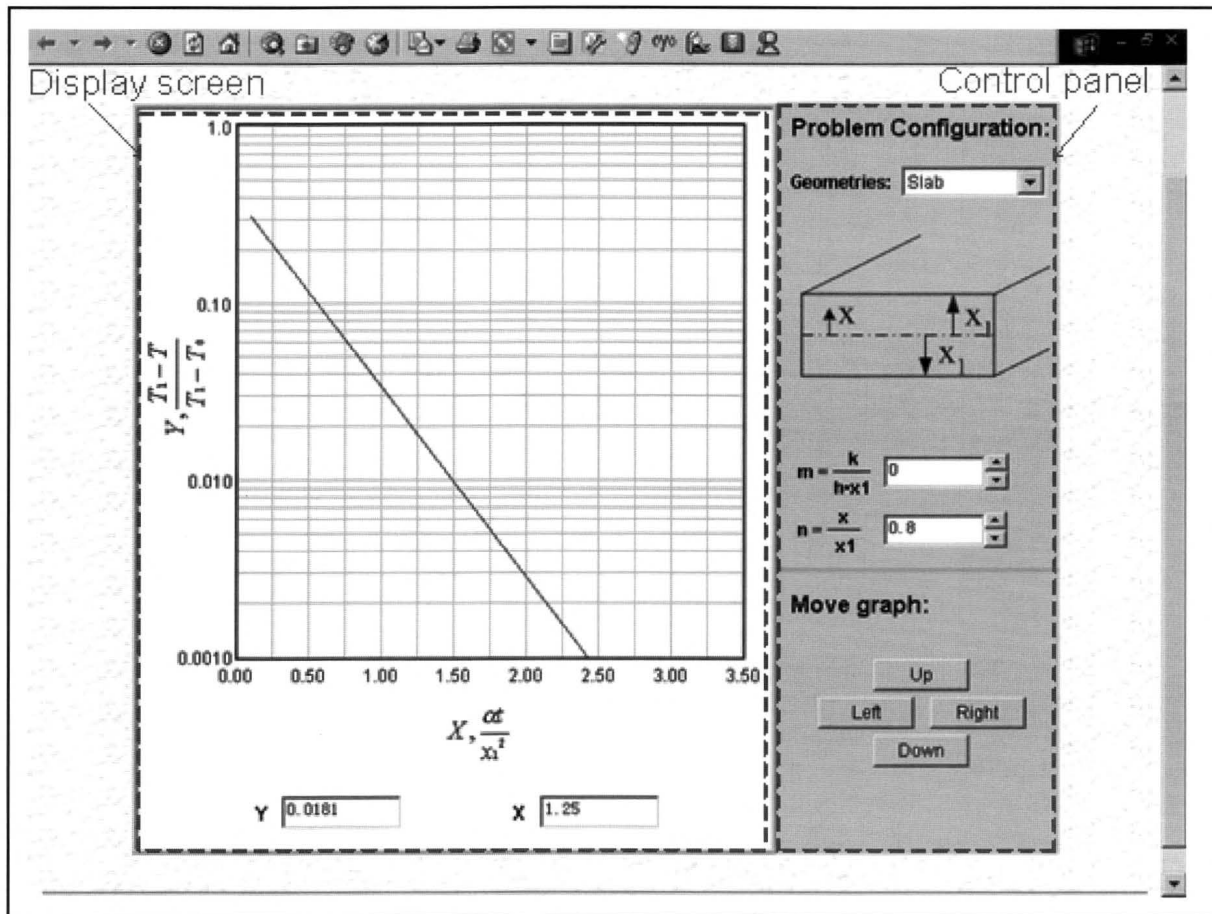 Display screen
Control panel
1.0
0.10
0.010
0.0010
Y, T₁ − T / T₁ − T₀
0.00 0.50 1.00 1.50 2.00 2.50 3.00 3.50
X, αt / x₁²
Y 0.0181 X 1.25
Problem Configuration:
Geometries: Slab
X X₁
X₁
m = k / h·x1 0
n = x / x1 0.8
Move graph:
Up
Left Right
Down